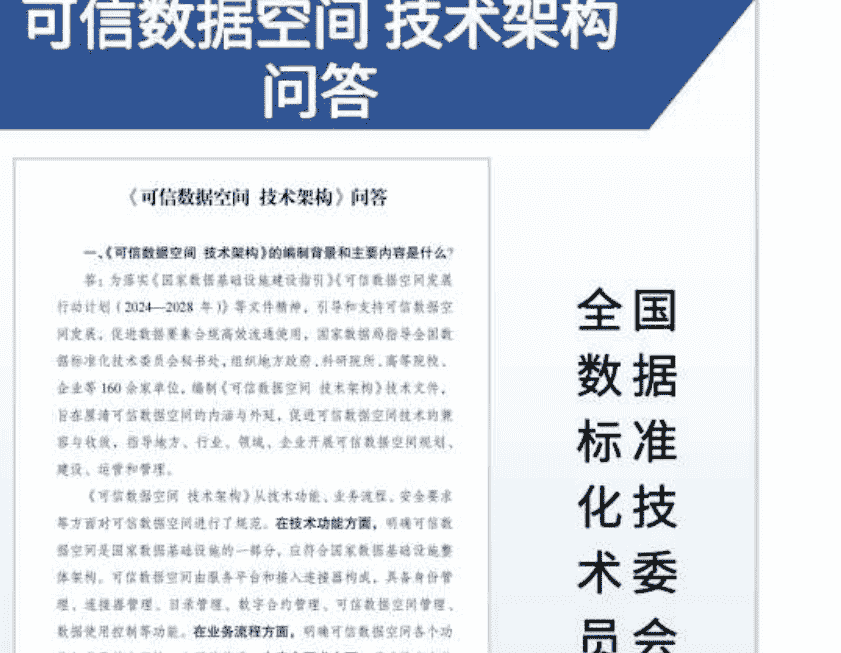 可信数据空间 技术架构
问答
《可信数据空间 技术架构》问答
一、《可信数据空间 技术架构》的编制背景和主要内容是什么?
答：为落实《国家数据基础设施建设指引》《可信数据空间发展
行动计划（2024—2028 年）》等文件精神，引导和支持可信数据空
间发展，促进数据要素合规高效流通使用，国家数据局指导全国数
据标准化技术委员会秘书处，组织地方政府、科研院所、高等院校、
企业等 160 余家单位，编制《可信数据空间 技术架构》技术文件，
旨在厘清可信数据空间的内涵与外延，促进可信数据空间技术的兼
容与收敛，指导地方、行业、领域、企业开展可信数据空间规划、
建设、运营和管理。
《可信数据空间 技术架构》从技术功能、业务流程、安全要求
等方面对可信数据空间进行了规范。在技术功能方面，明确可信数
据空间是国家数据基础设施的一部分，应符合国家数据基础设施整
体架构。可信数据空间由服务平台和接入连接器构成，具备身份管
理、连接器管理、目录管理、数字合约管理、可信数据空间管理、
数据使用控制等功能。在业务流程方面，明确可信数据空间各个功
全国
数据
标准
化技
术委
员会